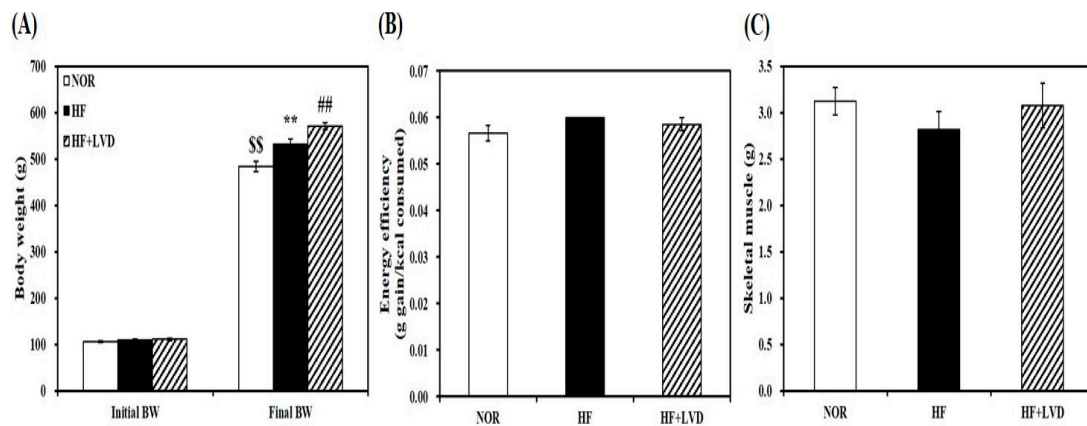 (A)
Body weight (g)
700
600
500
400
300
200
100
0
NOR
HF
HF+LVD
$$
**
##
Initial BW
Final BW
(B)
Energy efficiency
(g gain/kcal consumed)
0.07
0.06
0.05
0.04
0.03
0.02
0.01
0.00
NOR
HF
HF+LVD
(C)
Skeletal muscle (g)
3.5
3.0
2.5
2.0
1.5
1.0
0.5
0.0
NOR
HF
HF+LVD